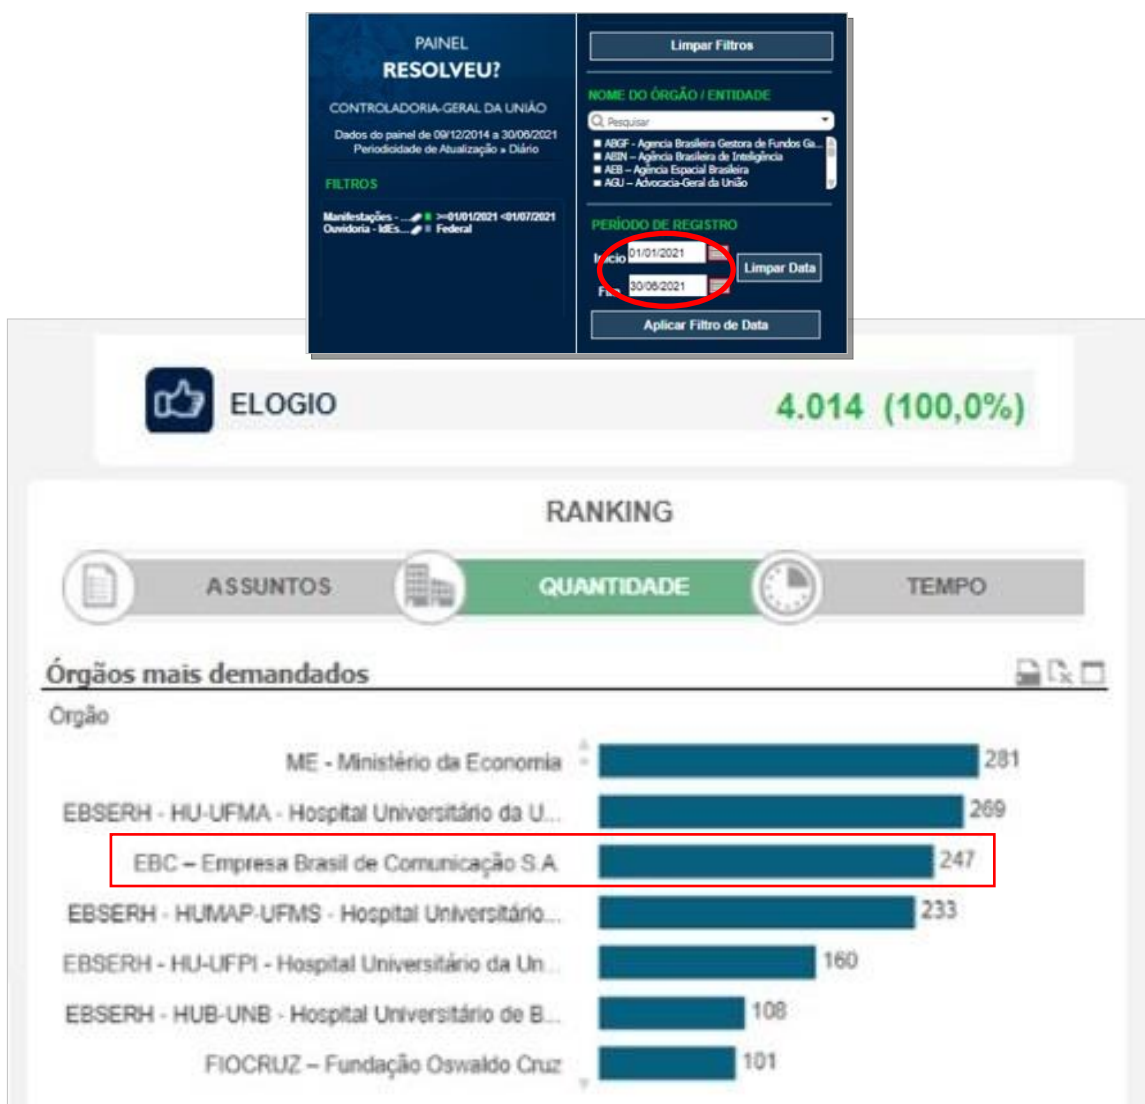 PAINEL
RESOLVEU?
CONTROLADORIA-GERAL DA UNIÃO
Dados do painel de 09/12/2014 a 30/06/2021
Periodicidade de Atualização » Diário
FILTROS
Manifestações - ... >=01/01/2021 <01/07/2021
Ouvidoria - IdEs... Federal
Limpar Filtros
NOME DO ÓRGÃO / ENTIDADE
Pesquisar
ABGF - Agencia Brasileira Gestora de Fundos Ga...
ABIN – Agência Brasileira de Inteligência
AEB – Agência Espacial Brasileira
AGU – Advocacia-Geral da União
PERÍODO DE REGISTRO
Início 01/01/2021
Limpar Data
Fim 30/06/2021
Aplicar Filtro de Data
ELOGIO 4.014 (100,0%)
RANKING
ASSUNTOS QUANTIDADE TEMPO
Órgãos mais demandados
Órgão
ME - Ministério da Economia 281
EBSERH - HU-UFMA - Hospital Universitário da U... 269
EBC – Empresa Brasil de Comunicação S.A. 247
EBSERH - HUMAP-UFMS - Hospital Universitário... 233
EBSERH - HU-UFPI - Hospital Universitário da Un... 160
EBSERH - HUB-UNB - Hospital Universitário de B... 108
FIOCRUZ – Fundação Oswaldo Cruz 101